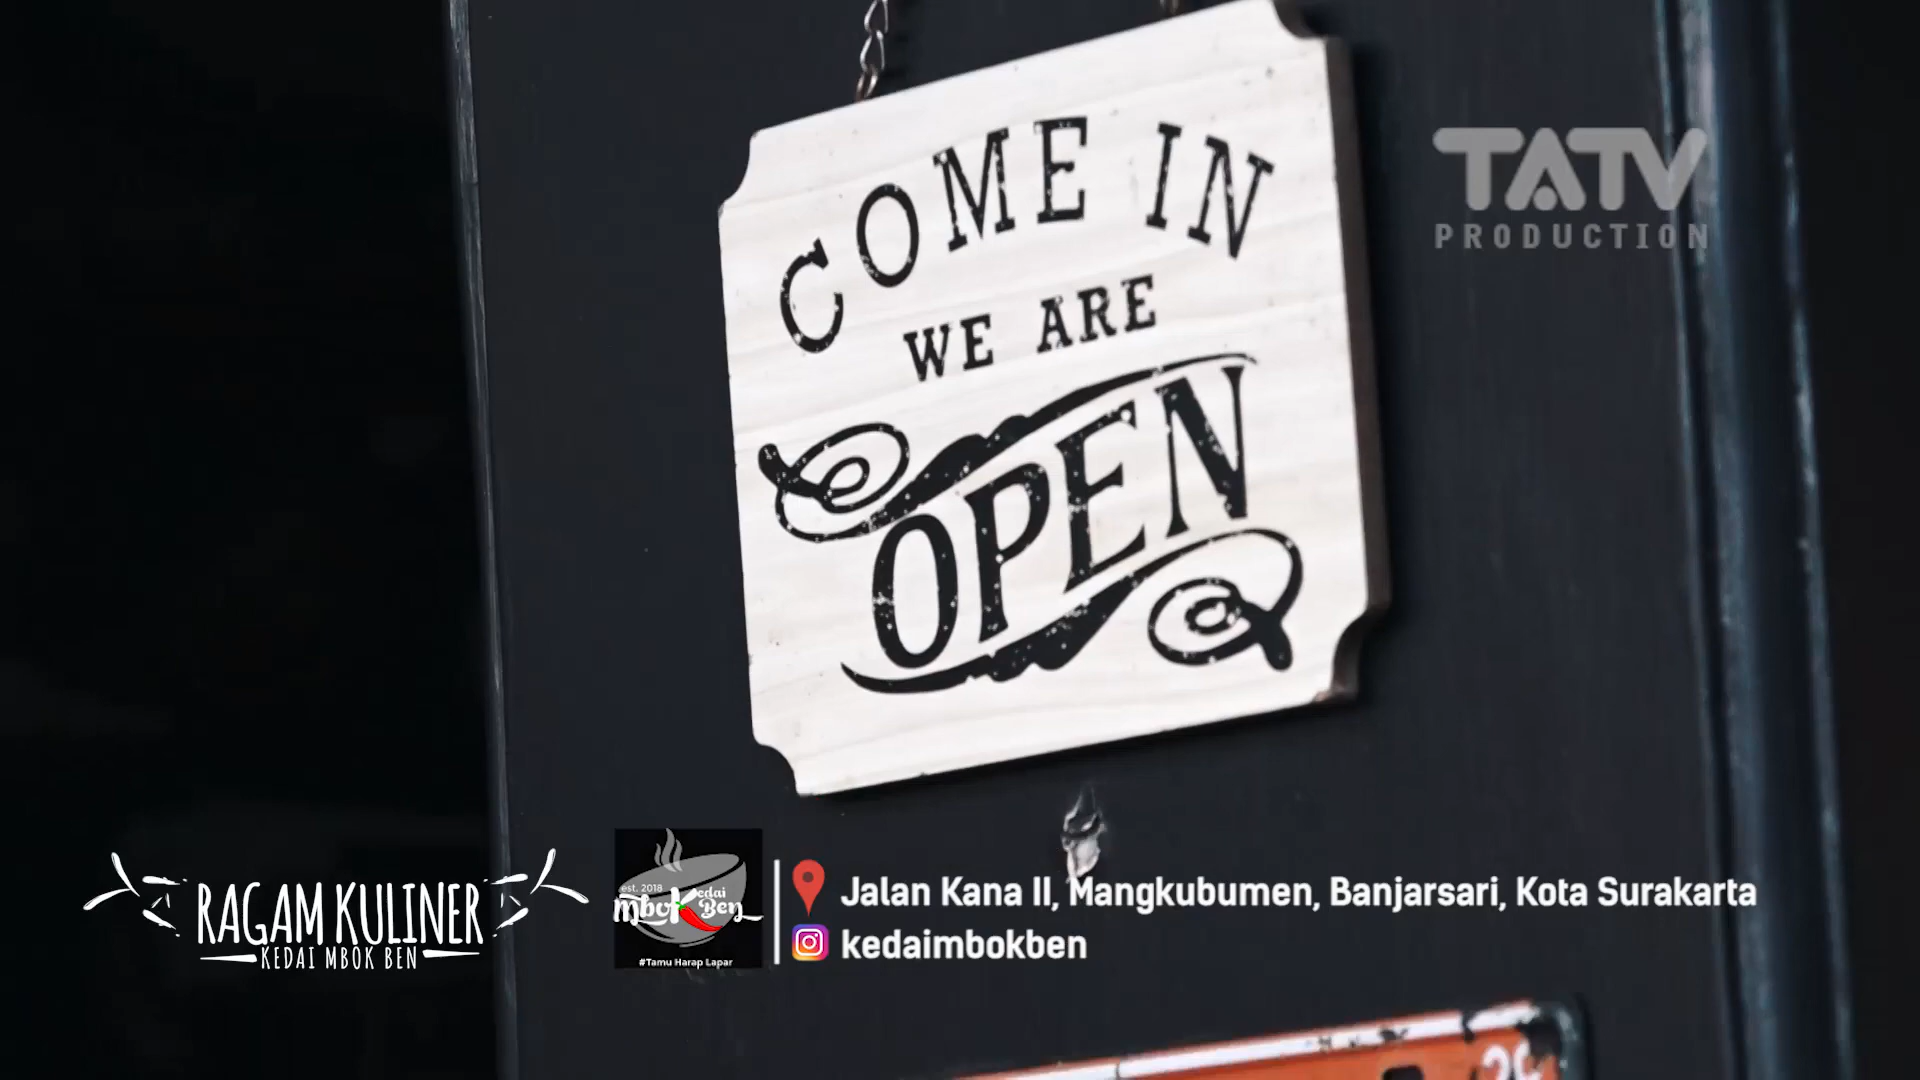 COME IN
WE ARE
OPEN
TATV
PRODUCTION
RAGAM KULINER
KEDAI MBOK BEN
est. 2018
Kedai
Mbok Ben
#Tamu Harap Lapar
Jalan Kana II, Mangkubumen, Banjarsari, Kota Surakarta
kedaimbokben